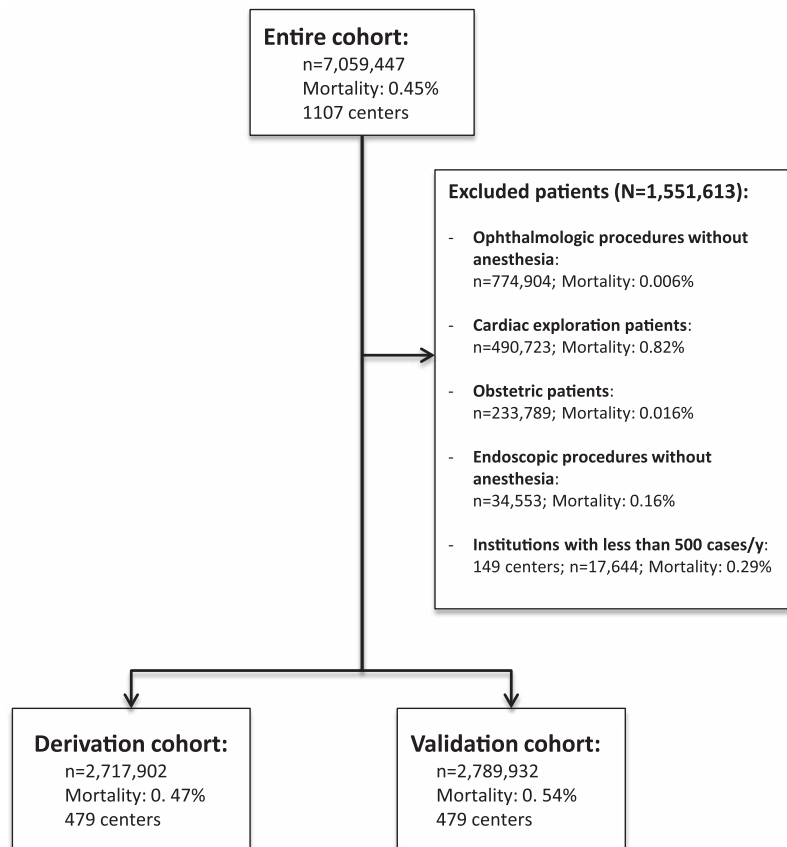 Entire cohort:
n=7,059,447
Mortality: 0.45%
1107 centers
Excluded patients (N=1,551,613):
- Ophthalmologic procedures without
anesthesia:
n=774,904; Mortality: 0.006%
- Cardiac exploration patients:
n=490,723; Mortality: 0.82%
- Obstetric patients:
n=233,789; Mortality: 0.016%
- Endoscopic procedures without
anesthesia:
n=34,553; Mortality: 0.16%
- Institutions with less than 500 cases/y:
149 centers; n=17,644; Mortality: 0.29%
Derivation cohort:
n=2,717,902
Mortality: 0. 47%
479 centers
Validation cohort:
n=2,789,932
Mortality: 0. 54%
479 centers